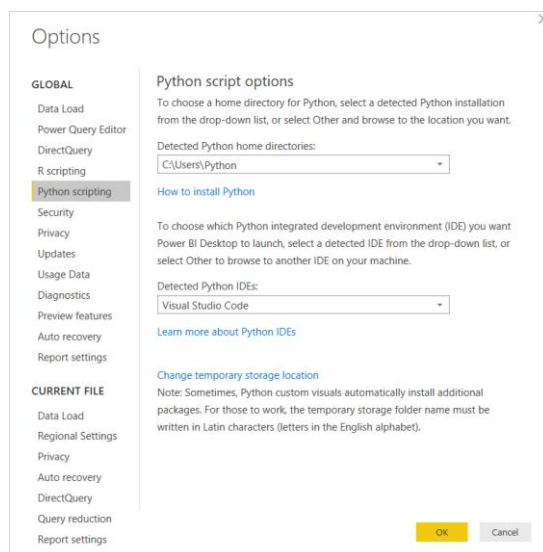 Options
GLOBAL
Data Load
Power Query Editor
DirectQuery
R scripting
Python scripting
Security
Privacy
Updates
Usage Data
Diagnostics
Preview features
Auto recovery
Report settings
CURRENT FILE
Data Load
Regional Settings
Privacy
Auto recovery
DirectQuery
Query reduction
Report settings
Python script options
To choose a home directory for Python, select a detected Python installation
from the drop-down list, or select Other and browse to the location you want.
Detected Python home directories:
C:\Users\Python
How to install Python
To choose which Python integrated development environment (IDE) you want
Power BI Desktop to launch, select a detected IDE from the drop-down list, or
select Other to browse to another IDE on your machine.
Detected Python IDEs:
Visual Studio Code
Learn more about Python IDEs
Change temporary storage location
Note: Sometimes, Python custom visuals automatically install additional
packages. For those to work, the temporary storage folder name must be
written in Latin characters (letters in the English alphabet).
OK
Cancel